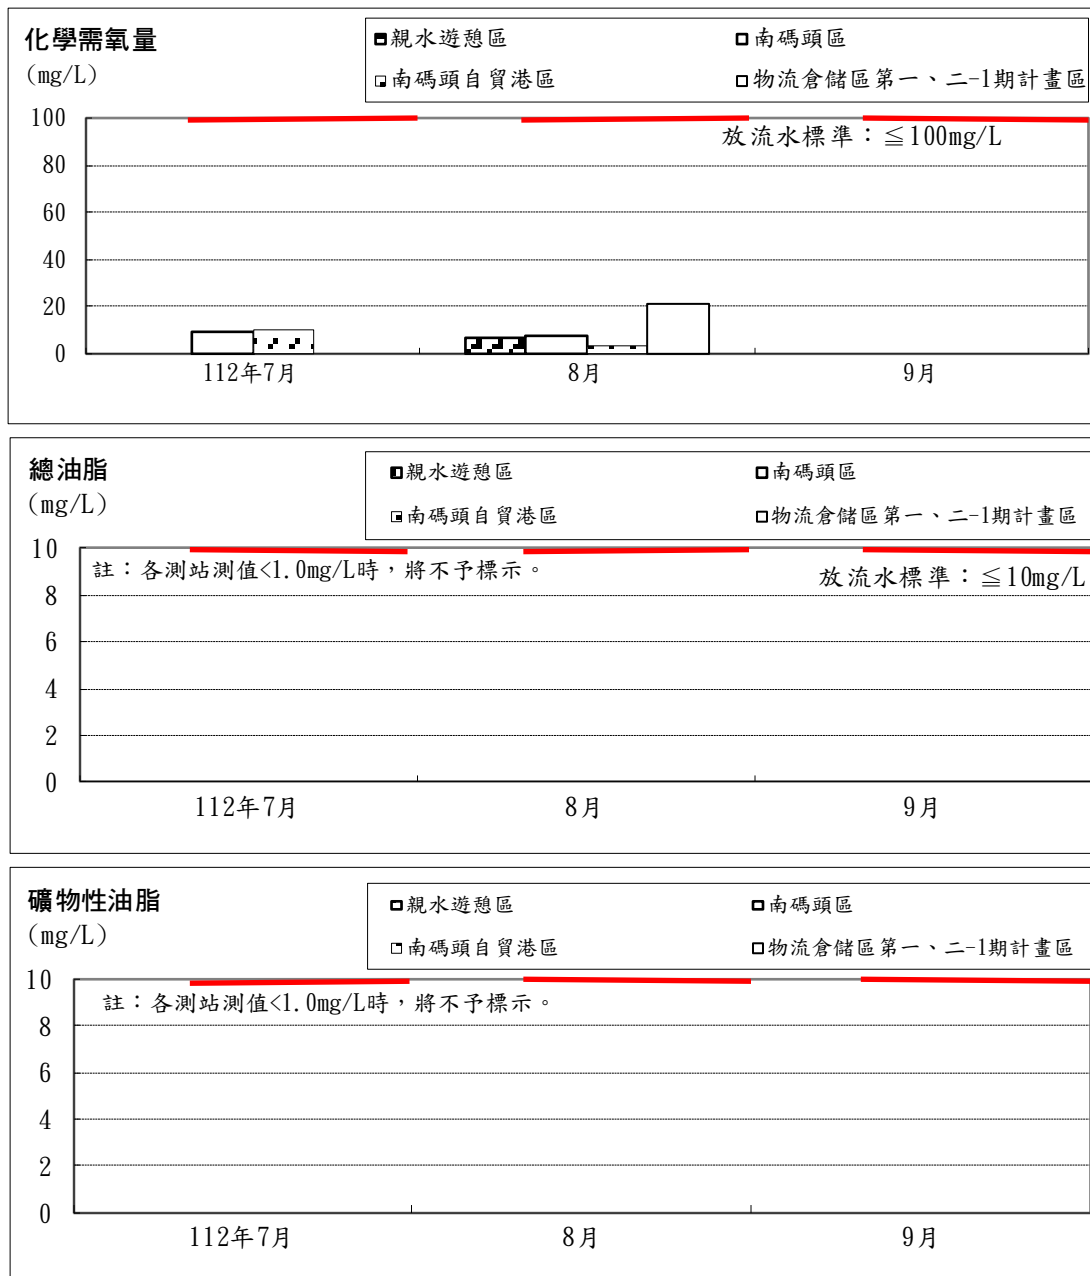 化學需氧量
(mg/L)
親水遊憩區 南碼頭區
南碼頭自貿港區 物流倉儲區第一、二-1期計畫區
100
放流水標準：≦100mg/L
80
60
40
20
0
112年7月 8月 9月
總油脂
(mg/L)
親水遊憩區 南碼頭區
南碼頭自貿港區 物流倉儲區第一、二-1期計畫區
10
註：各測站測值<1.0mg/L時，將不予標示。 放流水標準：≦10mg/L
8
6
4
2
0
112年7月 8月 9月
礦物性油脂
(mg/L)
親水遊憩區 南碼頭區
南碼頭自貿港區 物流倉儲區第一、二-1期計畫區
10
註：各測站測值<1.0mg/L時，將不予標示。
8
6
4
2
0
112年7月 8月 9月